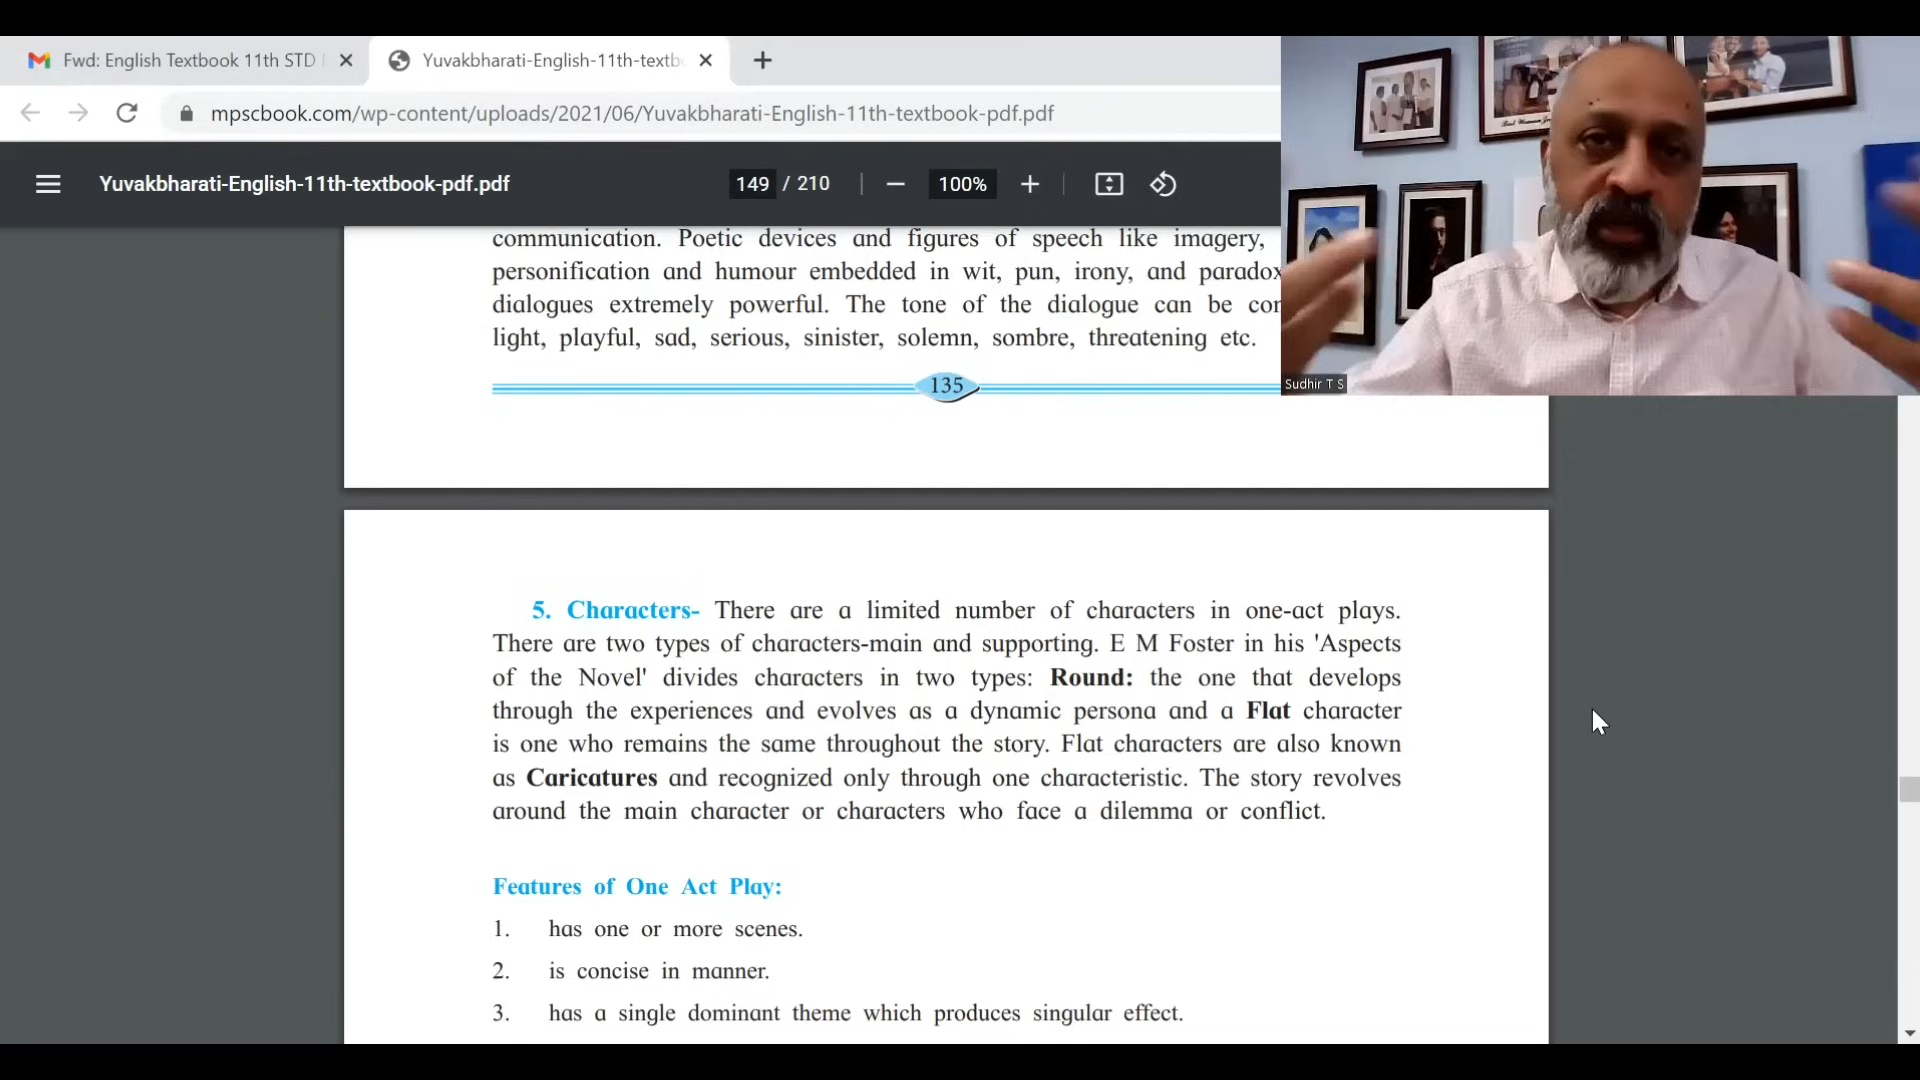 Fwd: English Textbook 11th STD
Yuvakbharati-English-11th-textb
mpscbook.com/wp-content/uploads/2021/06/Yuvakbharati-English-11th-textbook-pdf.pdf
Yuvakbharati-English-11th-textbook-pdf.pdf
149 / 210
100%
communication. Poetic devices and figures of speech like imagery,
personification and humour embedded in wit, pun, irony, and paradox
dialogues extremely powerful. The tone of the dialogue can be
light, playful, sad, serious, sinister, solemn, sombre, threatening etc.
Sudhir T S
135
5. Characters- There are a limited number of characters in one-act plays.
There are two types of characters-main and supporting. E M Foster in his 'Aspects
of the Novel' divides characters in two types: Round: the one that develops
through the experiences and evolves as a dynamic persona and a Flat character
is one who remains the same throughout the story. Flat characters are also known
as Caricatures and recognized only through one characteristic. The story revolves
around the main character or characters who face a dilemma or conflict.
Features of One Act Play:
1. has one or more scenes.
2. is concise in manner.
3. has a single dominant theme which produces singular effect.